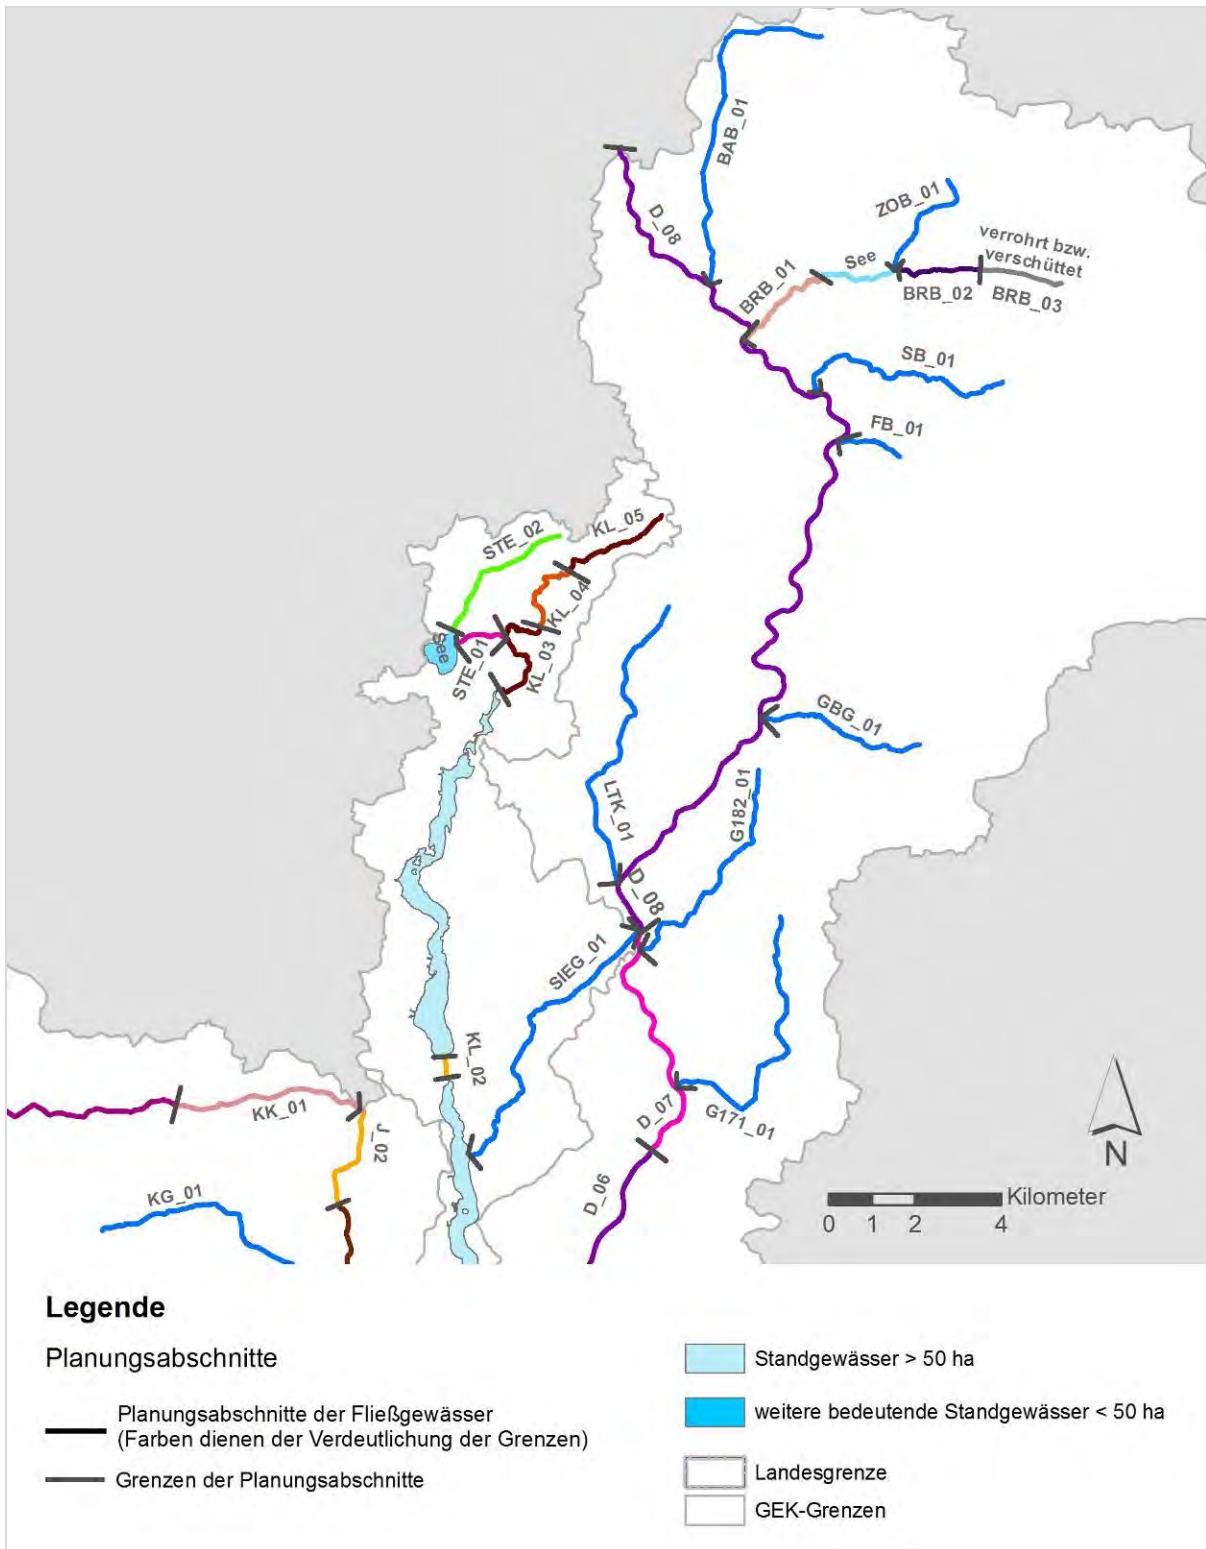 BAB_01
D_08
ZOB_01
verrohrt bzw.
verschüttet
See
BRB_01
BRB_02
BRB_03
SB_01
FB_01
STE_02
KL_05
KL_04
See
STE_01
KL_03
GBG_01
LTK_01
G182_01
D_08
SIEG_01
KL_02
KK_01
J_02
D_07
G171_01
KG_01
D_06
N
Kilometer
0 1 2 4
Legende
Planungsabschnitte
Planungsabschnitte der Fließgewässer
(Farben dienen der Verdeutlichung der Grenzen)
Grenzen der Planungsabschnitte
Standgewässer > 50 ha
weitere bedeutende Standgewässer < 50 ha
Landesgrenze
GEK-Grenzen